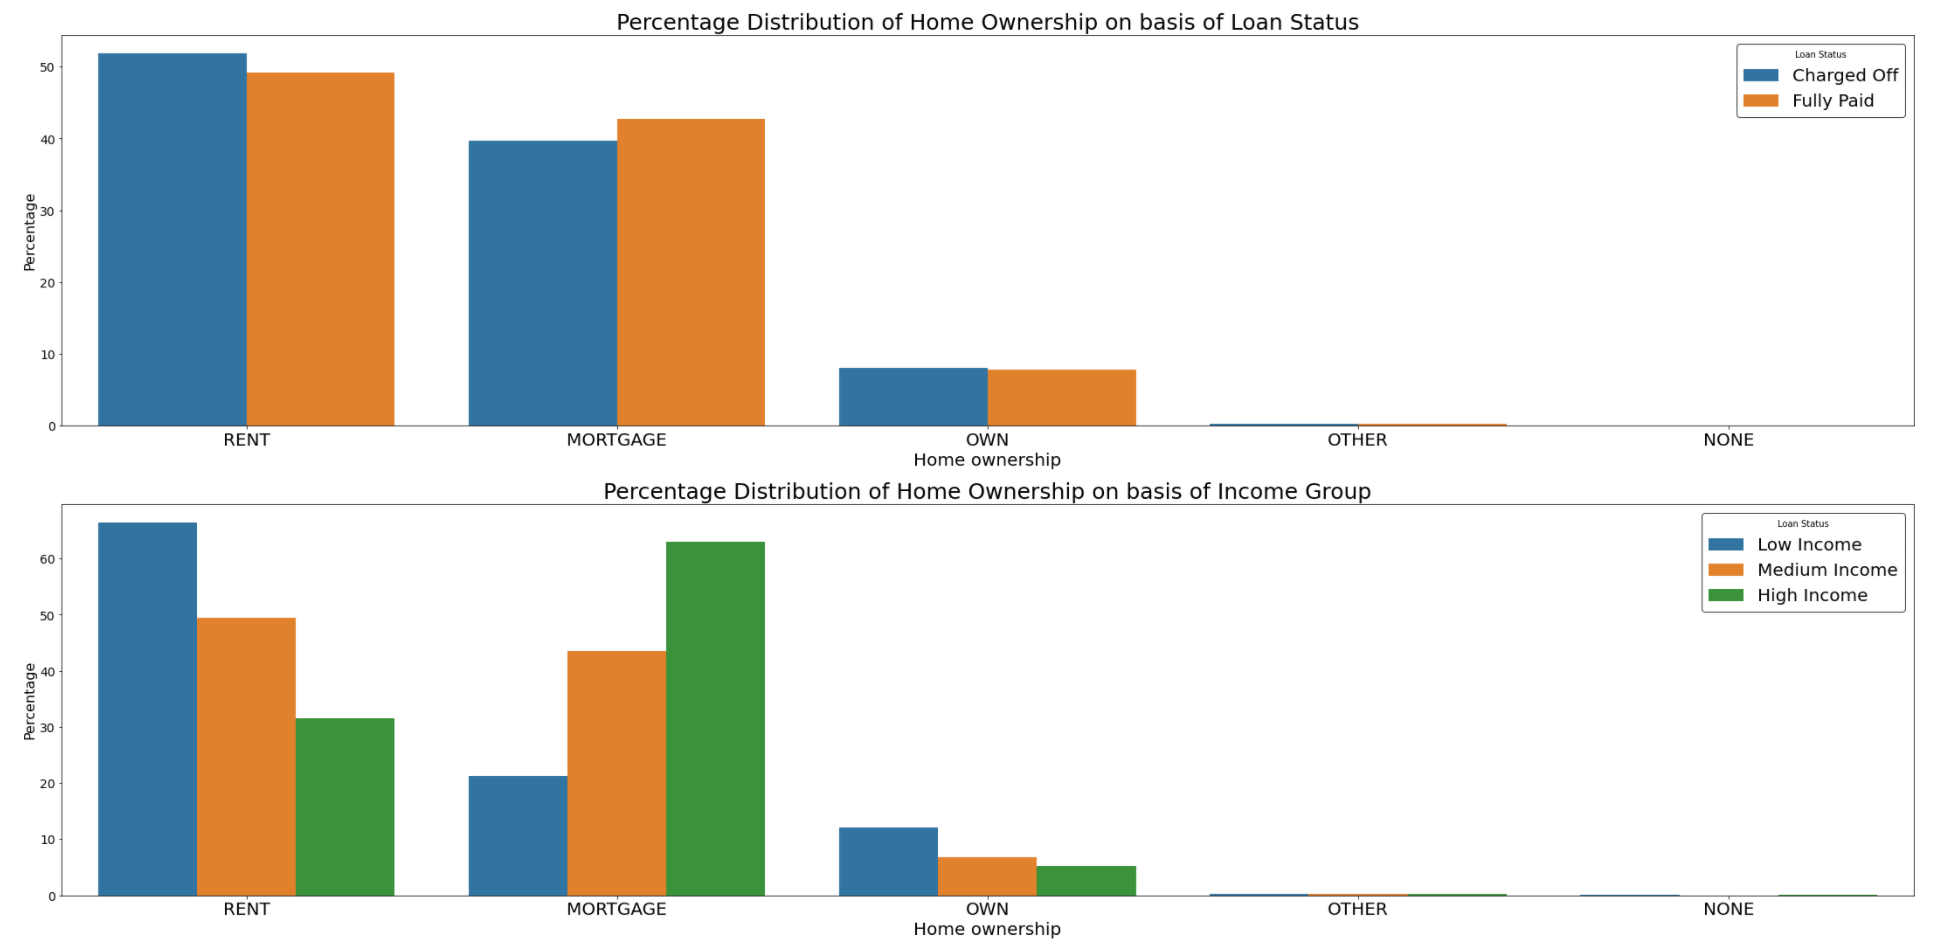 Percentage Distribution of Home Ownership on basis of Loan Status
Loan Status
Charged Off
Fully Paid
Percentage
50
40
30
20
10
0
RENT MORTGAGE OWN OTHER NONE
Home ownership
Percentage Distribution of Home Ownership on basis of Income Group
Loan Status
Low Income
Medium Income
High Income
Percentage
60
50
40
30
20
10
0
RENT MORTGAGE OWN OTHER NONE
Home ownership